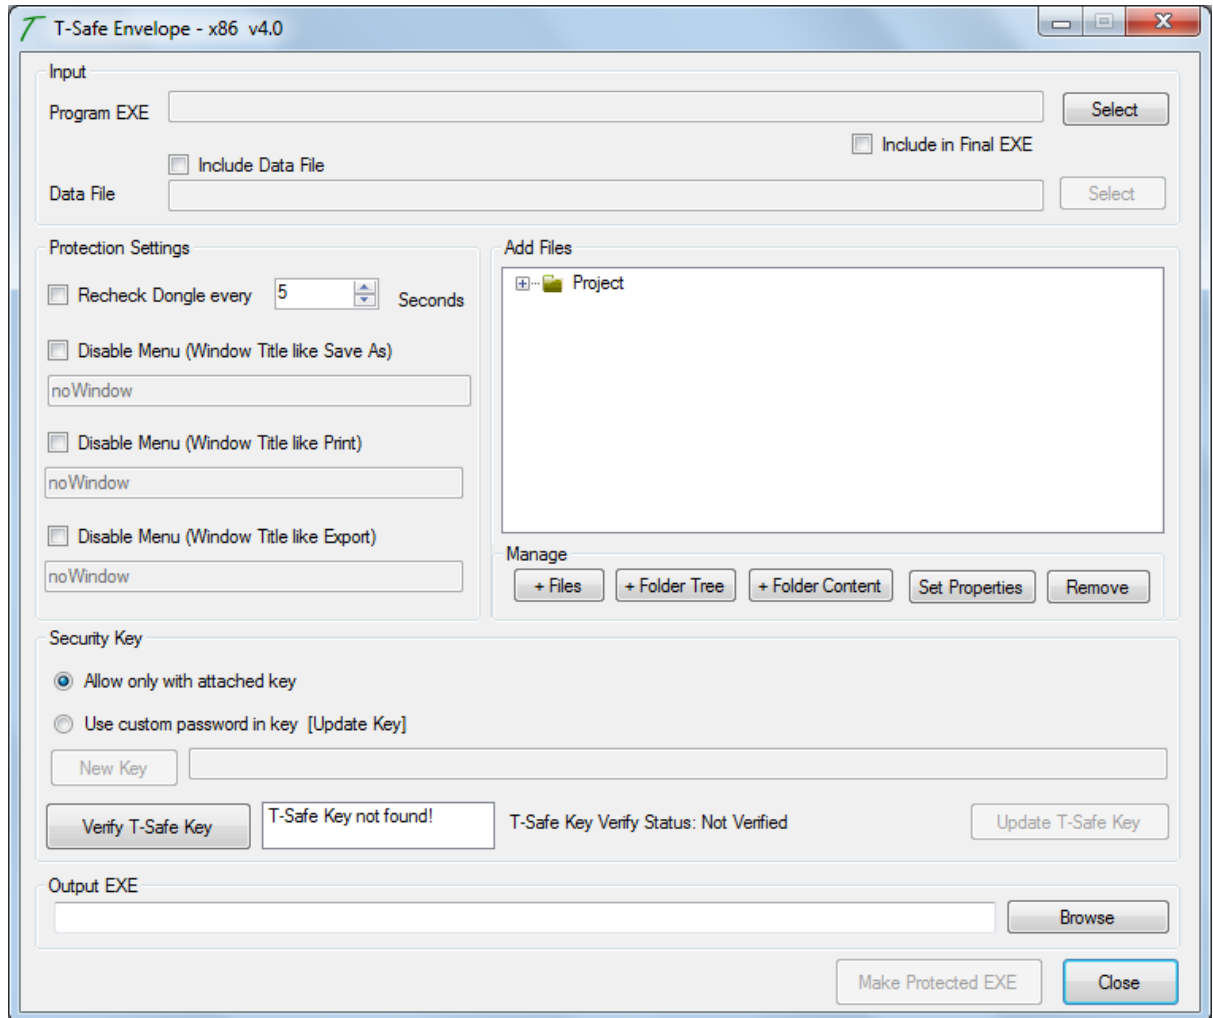 T-Safe Envelope - x86 v4.0
Input
Program EXE
Select
Include in Final EXE
Include Data File
Data File
Select
Protection Settings
Recheck Dongle every 5 Seconds
Disable Menu (Window Title like Save As)
noWindow
Disable Menu (Window Title like Print)
noWindow
Disable Menu (Window Title like Export)
noWindow
Add Files
Project
Manage
+ Files + Folder Tree + Folder Content Set Properties Remove
Security Key
Allow only with attached key
Use custom password in key [Update Key]
New Key
Verify T-Safe Key T-Safe Key not found! T-Safe Key Verify Status: Not Verified Update T-Safe Key
Output EXE
Browse
Make Protected EXE Close